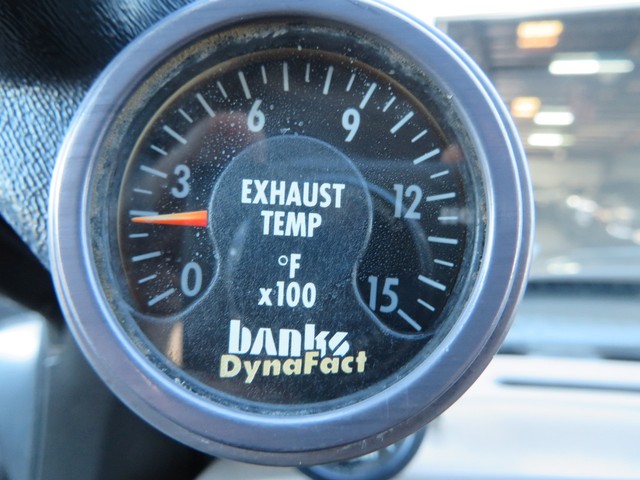 6 9
3 12
EXHAUST
TEMP
°F
0 x100 15
banks
DynaFact